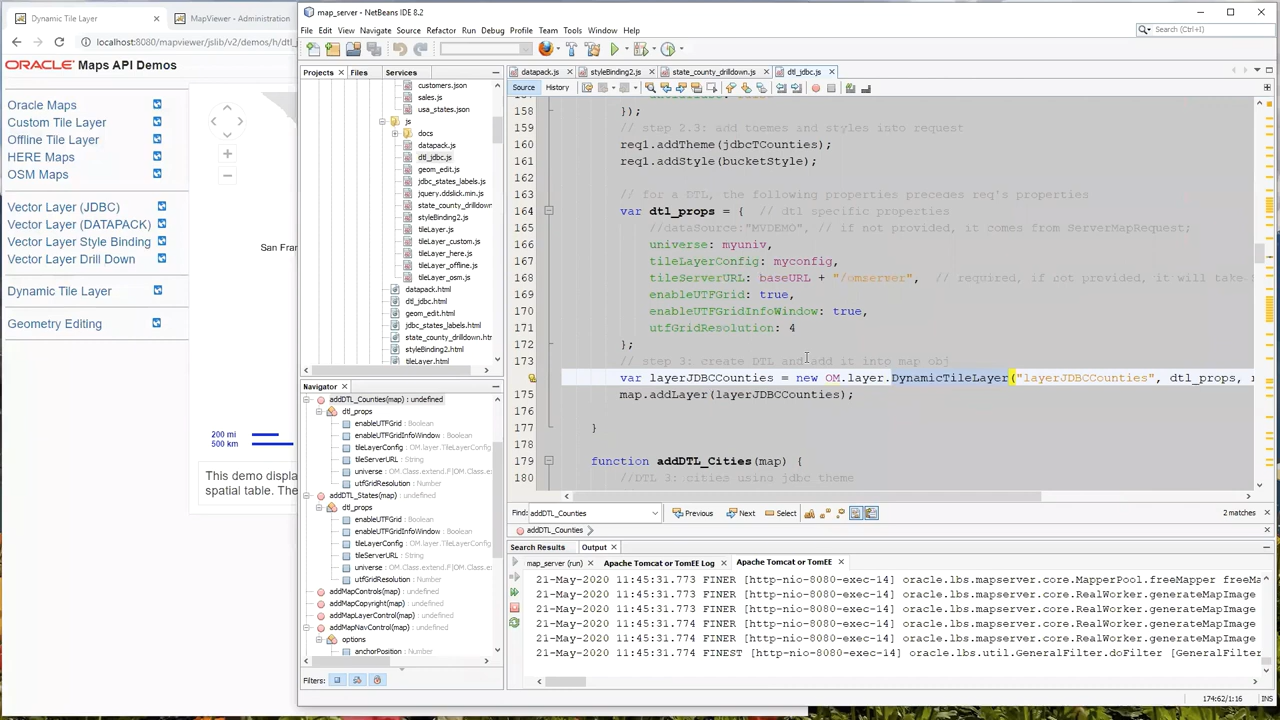 Dynamic Tile Layer
MapViewer - Administration
localhost:8080/mapviewer/jslib/v2/demos/h/dtl_
ORACLE Maps API Demos
Oracle Maps
Custom Tile Layer
Offline Tile Layer
HERE Maps
OSM Maps
Vector Layer (JDBC)
Vector Layer (DATAPACK)
Vector Layer Style Binding
Vector Layer Drill Down
Dynamic Tile Layer
Geometry Editing
San Fran
200 mi
500 km
This demo displa
spatial table. The
map_server - NetBeans IDE 8.2
File Edit View Navigate Source Refactor Run Debug Profile Team Tools Window Help
Search (Ctrl+I)
Projects Files Services
customers.json
sales.js
usa_states.json
js
docs
datapack.js
dtl_jdbc.js
geom_edit.js
jdbc_states_labels.js
jquery.ddslick.min.js
state_county_drilldown
styleBinding2.js
tileLayer.js
tileLayer_custom.js
tileLayer_here.js
tileLayer_offline.js
tileLayer_osm.js
datapack.html
dtl_jdbc.html
geom_edit.html
jdbc_states_labels.html
state_county_drilldown.html
styleBinding2.html
tileLayer.html
Navigator
addDTL_Counties(map) : undefined
dtl_props
enableUTFGrid : Boolean
enableUTFGridInfoWindow : Boolean
tileLayerConfig : OM.layer.TileLayerConfig
tileServerURL : String
universe : OM.Class.extend.F|OM.Class.ex
utfGridResolution : Number
addDTL_States(map) : undefined
dtl_props
enableUTFGrid : Boolean
enableUTFGridInfoWindow : Boolean
tileLayerConfig : OM.layer.TileLayerConfig
tileServerURL : String
universe : OM.Class.extend.F|OM.Class.ex
utfGridResolution : Number
addMapControls(map) : undefined
addMapCopyright(map) : undefined
addMapLayerControl(map) : undefined
addMapNavControl(map) : undefined
options
anchorPosition : Number
Filters:
datapack.js styleBinding2.js state_county_drilldown.js dtl_jdbc.js
Source History
158 });
159 // step 2.3: add themes and styles into request
160 req1.addTheme(jdbcTCounties);
161 req1.addStyle(bucketStyle);
162
163 // for a DTL, the following properties precedes req's properties
164 var dtl_props = { // dtl specific properties
165 //dataSource:"MVDEMO", // if not provided, it comes from ServerMapRequest;
166 universe: myuniv,
167 tileLayerConfig: myconfig,
168 tileServerURL: baseURL + "/omserver", // required, if not provided, it will take
169 enableUTFGrid: true,
170 enableUTFGridInfoWindow: true,
171 utfGridResolution: 4
172 };
173 // step 3: create DTL and add it into map obj
var layerJDBCCounties = new OM.layer.DynamicTileLayer("layerJDBCCounties", dtl_props,
175 map.addLayer(layerJDBCCounties);
176
177 }
178
179 function addDTL_Cities(map) {
180 //DTL 3: cities using jdbc theme
Find: addDTL_Counties Previous Next Select 2 matches
addDTL_Counties
Search Results Output
map_server (run) Apache Tomcat or TomEE Log Apache Tomcat or TomEE
21-May-2020 11:45:31.773 FINER [http-nio-8080-exec-14] oracle.lbs.mapserver.core.MapperPool.freeMapper freeMa
21-May-2020 11:45:31.773 FINER [http-nio-8080-exec-14] oracle.lbs.mapserver.core.RealWorker.generateMapImage
21-May-2020 11:45:31.773 FINER [http-nio-8080-exec-14] oracle.lbs.mapserver.core.RealWorker.generateMapImage
21-May-2020 11:45:31.774 FINER [http-nio-8080-exec-14] oracle.lbs.mapserver.core.RealWorker.generateMapImage
21-May-2020 11:45:31.774 FINER [http-nio-8080-exec-14] oracle.lbs.mapserver.core.RealWorker.generateMapImage
21-May-2020 11:45:31.774 FINEST [http-nio-8080-exec-14] oracle.lbs.util.GeneralFilter.doFilter [GeneralFilter
174:62/1:16 INS